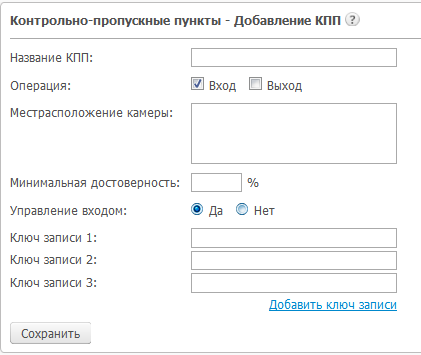 Контрольно-пропускные пункты - Добавление КПП ?
Название КПП:
Операция: Вход Выход
Местрасположение камеры:
Минимальная достоверность: %
Управление входом: Да Нет
Ключ записи 1:
Ключ записи 2:
Ключ записи 3:
Добавить ключ записи
Сохранить